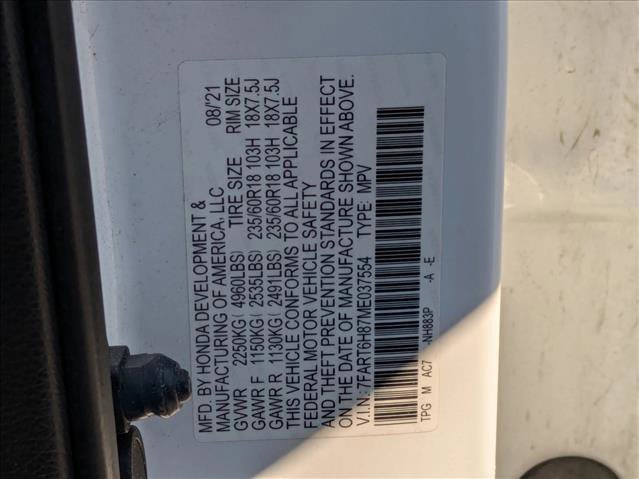 MFD. BY HONDA DEVELOPMENT &
MANUFACTURING OF AMERICA, LLC 08/21
GVWR 2250KG( 4960LBS) TIRE SIZE RIM SIZE
GAWR F 1150KG( 2535LBS) 235/60R18 103H 18X7.5J
GAWR R 1130KG( 2491LBS) 235/60R18 103H 18X7.5J
THIS VEHICLE CONFORMS TO ALL APPLICABLE
FEDERAL MOTOR VEHICLE SAFETY
AND THEFT PREVENTION STANDARDS IN EFFECT
ON THE DATE OF MANUFACTURE SHOWN ABOVE.
V.I.N.: 7FART6H87ME037554 TYPE: MPV
TPG M AC7 -NH883P -A -E